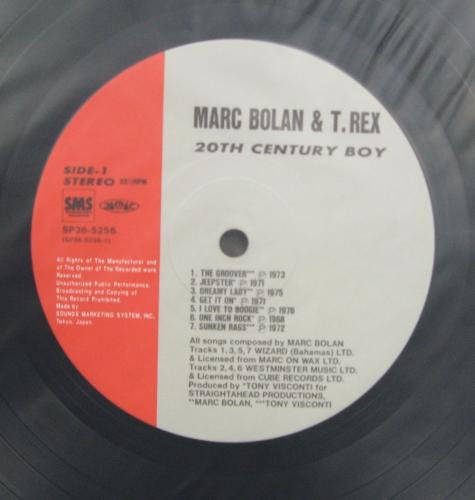 MARC BOLAN & T.REX
20TH CENTURY BOY
SIDE-1
STEREO 33⅓RPM
SMS
SP36-5256
(SP36-5256-1)
All Rights of The Manufacturer and
of The Owner of The Recorded work
Reserved
Unauthorized Public Performance.
Broadcasting and Copying of
This Record Prohibited.
Made by
SOUNDS MARKETING SYSTEM, INC.
Tokyo, Japan.
1. THE GROOVER*** ℗ 1973
2. JEEPSTER* ℗ 1971
3. DREAMY LADY** ℗ 1975
4. GET IT ON* ℗ 1971
5. I LOVE TO BOOGIE** ℗ 1976
6. ONE INCH ROCK* ℗ 1968
7. SUNKEN RAGS*** ℗ 1972
All songs composed by MARC BOLAN
Tracks 1, 3, 5, 7 WIZARD (Bahamas) LTD.
& Licensed from MARC ON WAX LTD.
Tracks 2, 4, 6 WESTMINSTER MUSIC LTD.
& Licensed from CUBE RECORDS LTD.
Produced by *TONY VISCONTI for
STRAIGHTAHEAD PRODUCTIONS,
**MARC BOLAN, ***TONY VISCONTI